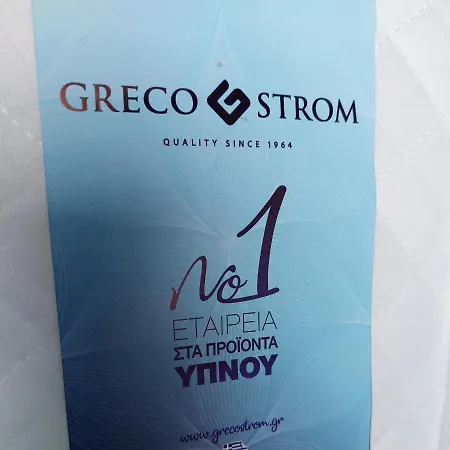 GRECO STROM
QUALITY SINCE 1964
No1
ΕΤΑΙΡΕΙΑ
ΣΤΑ ΠΡΟΪΟΝΤΑ
ΥΠΝΟΥ
www.grecostrom.gr